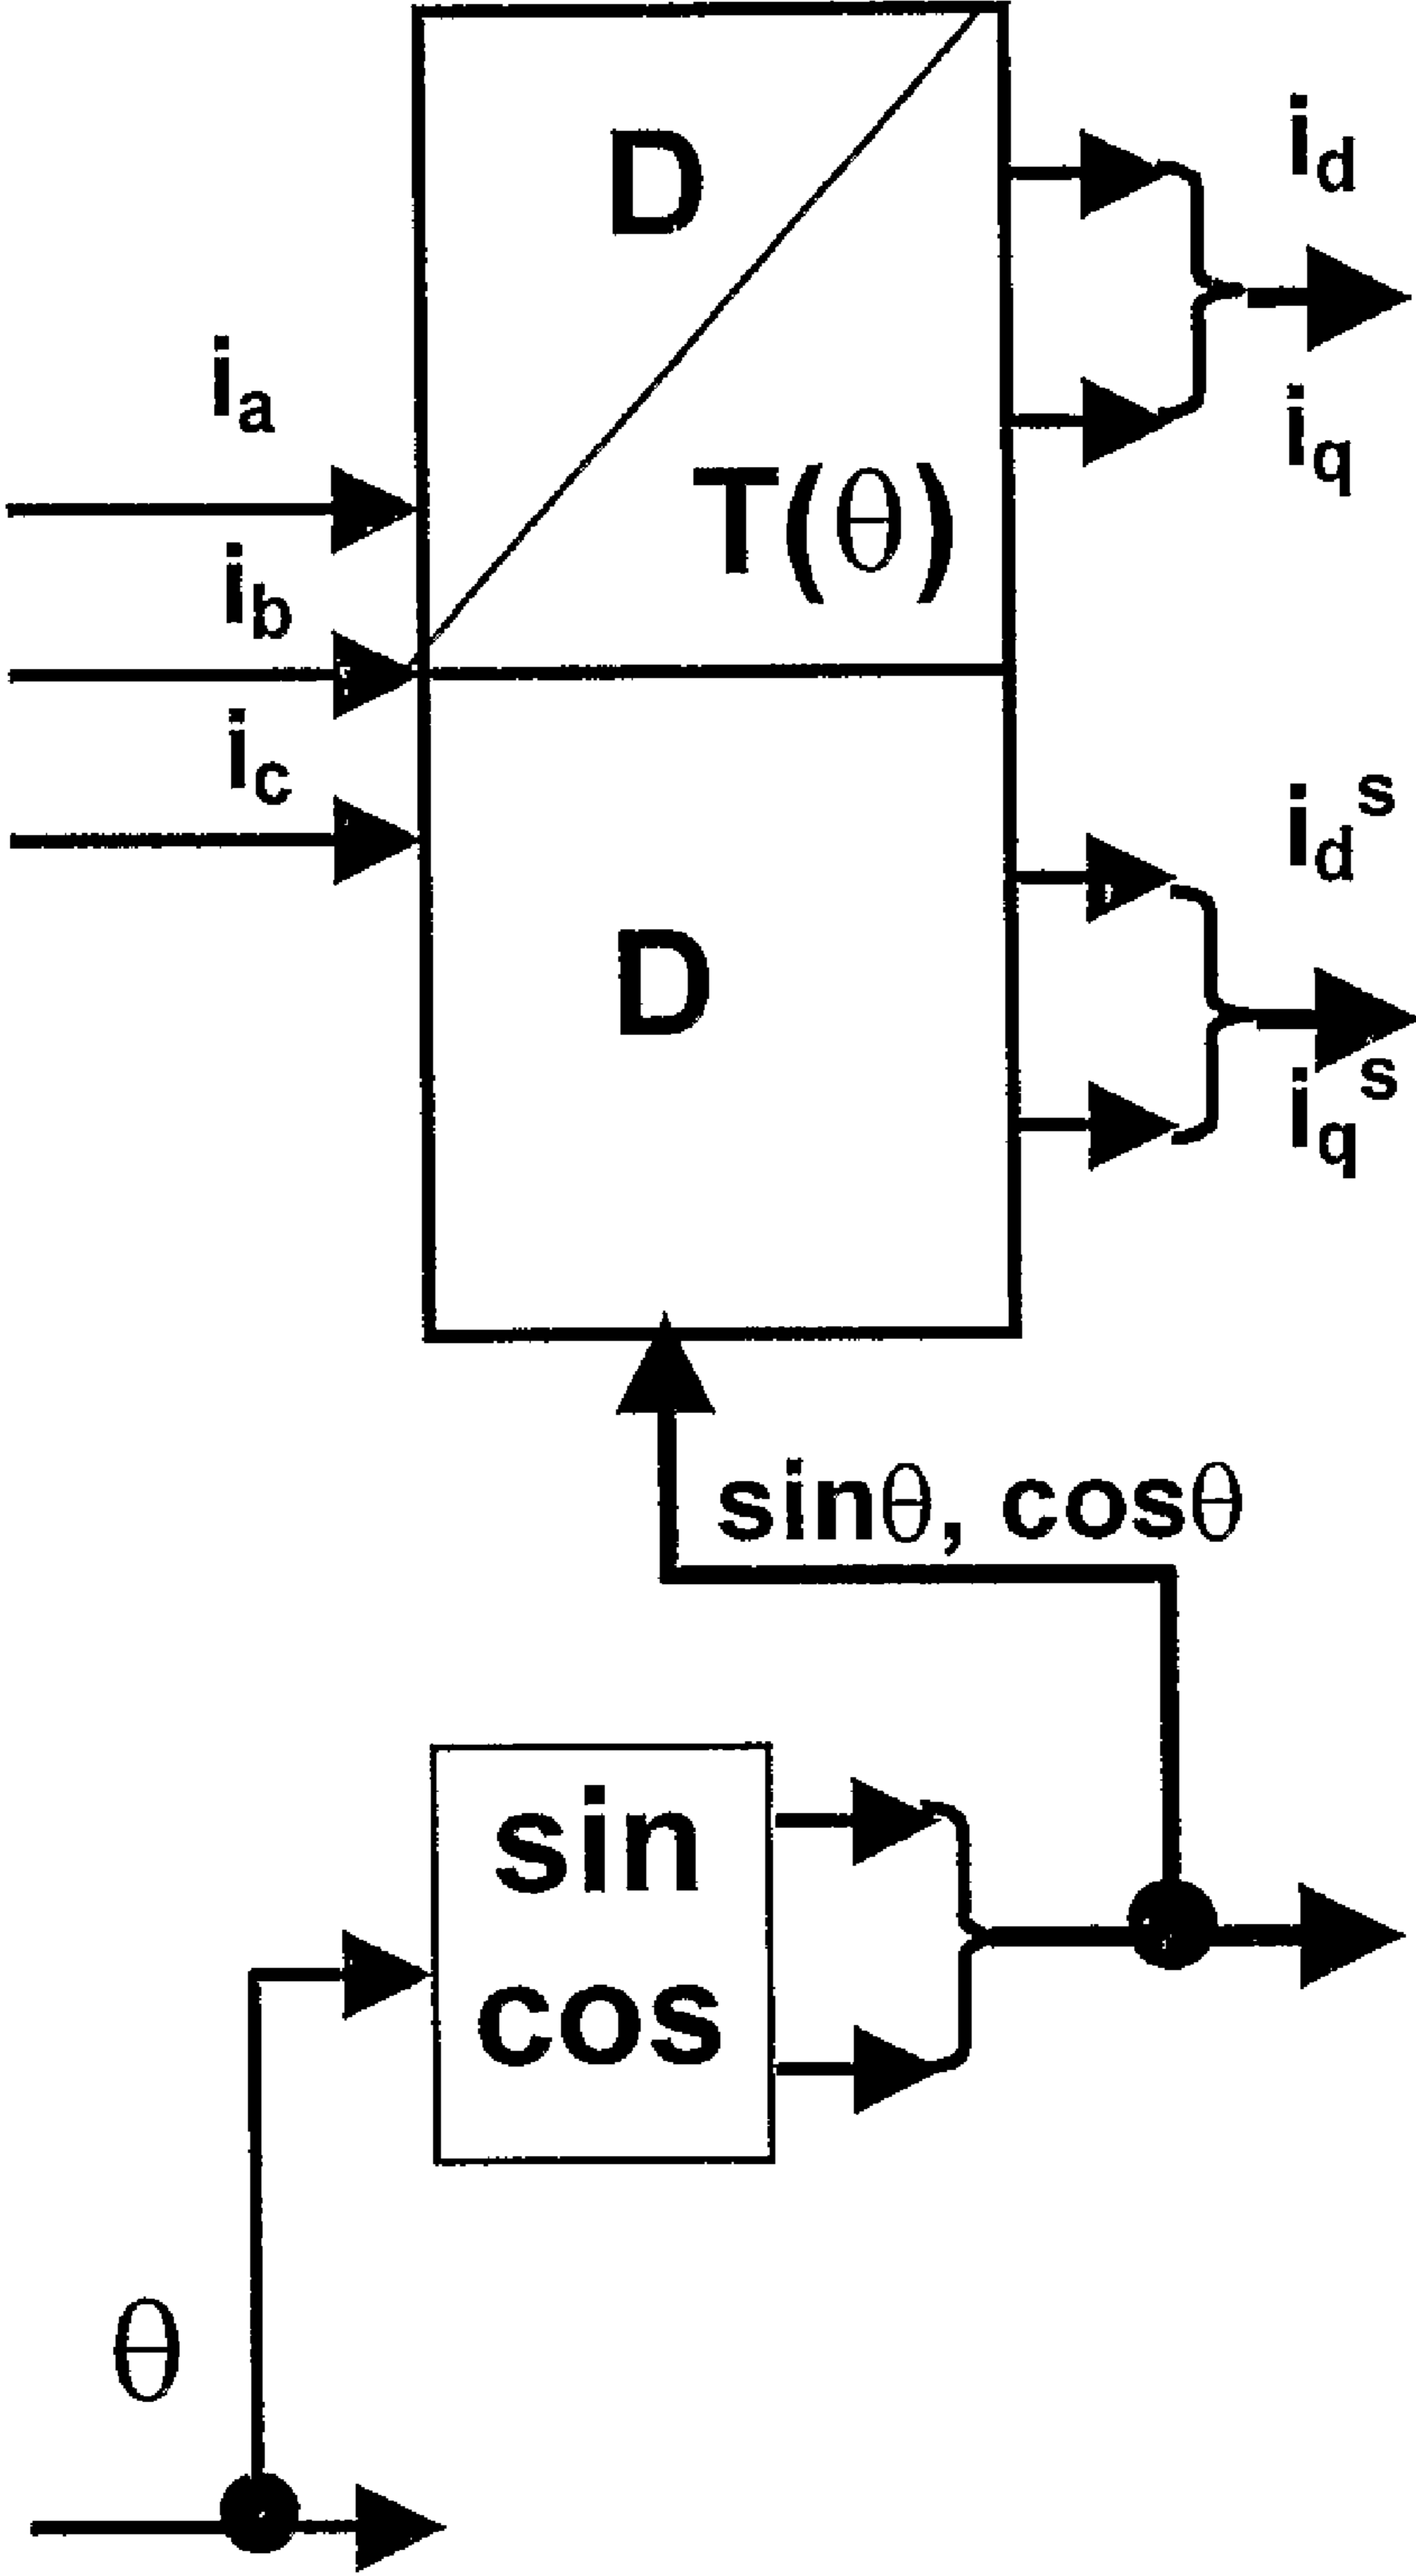 D
i_d
i_a
i_q
T(θ)
i_b
i_c
i_d^s
D
i_q^s
sinθ, cosθ
sin
cos
θ